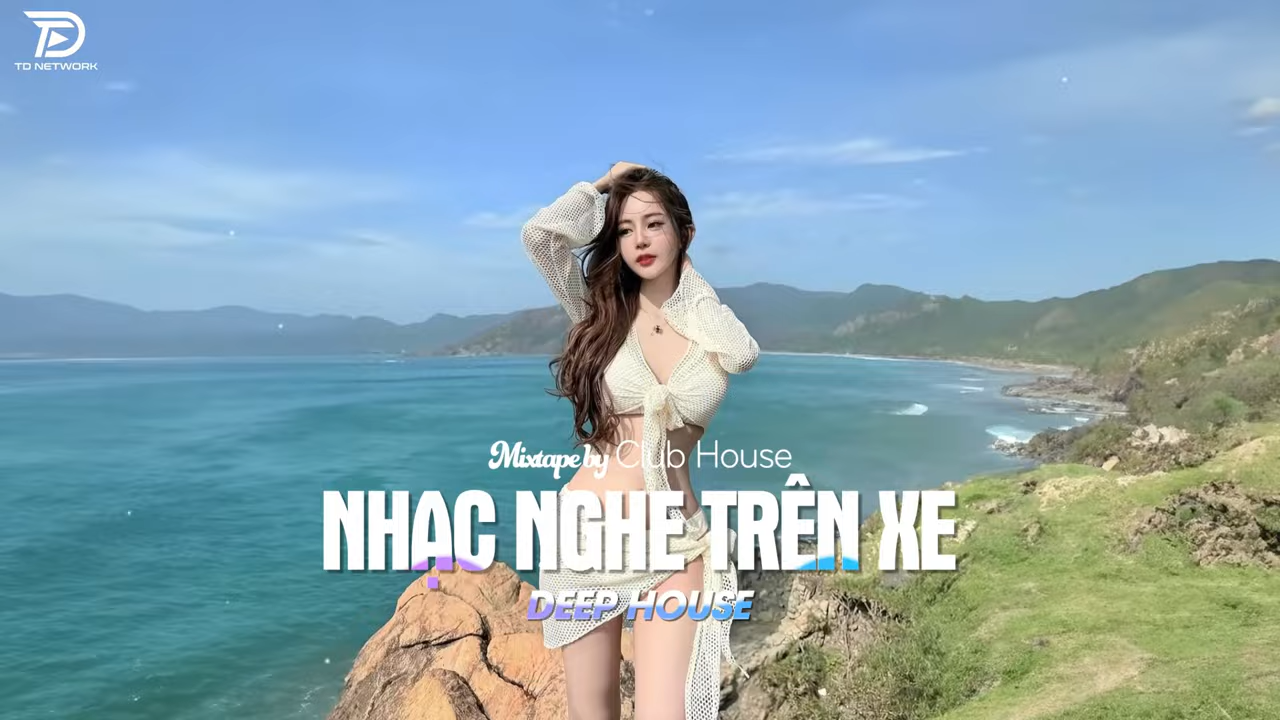 TD NETWORK
Mixtape by Club House
NHẠC NGHE TRÊN XE
DEEP HOUSE